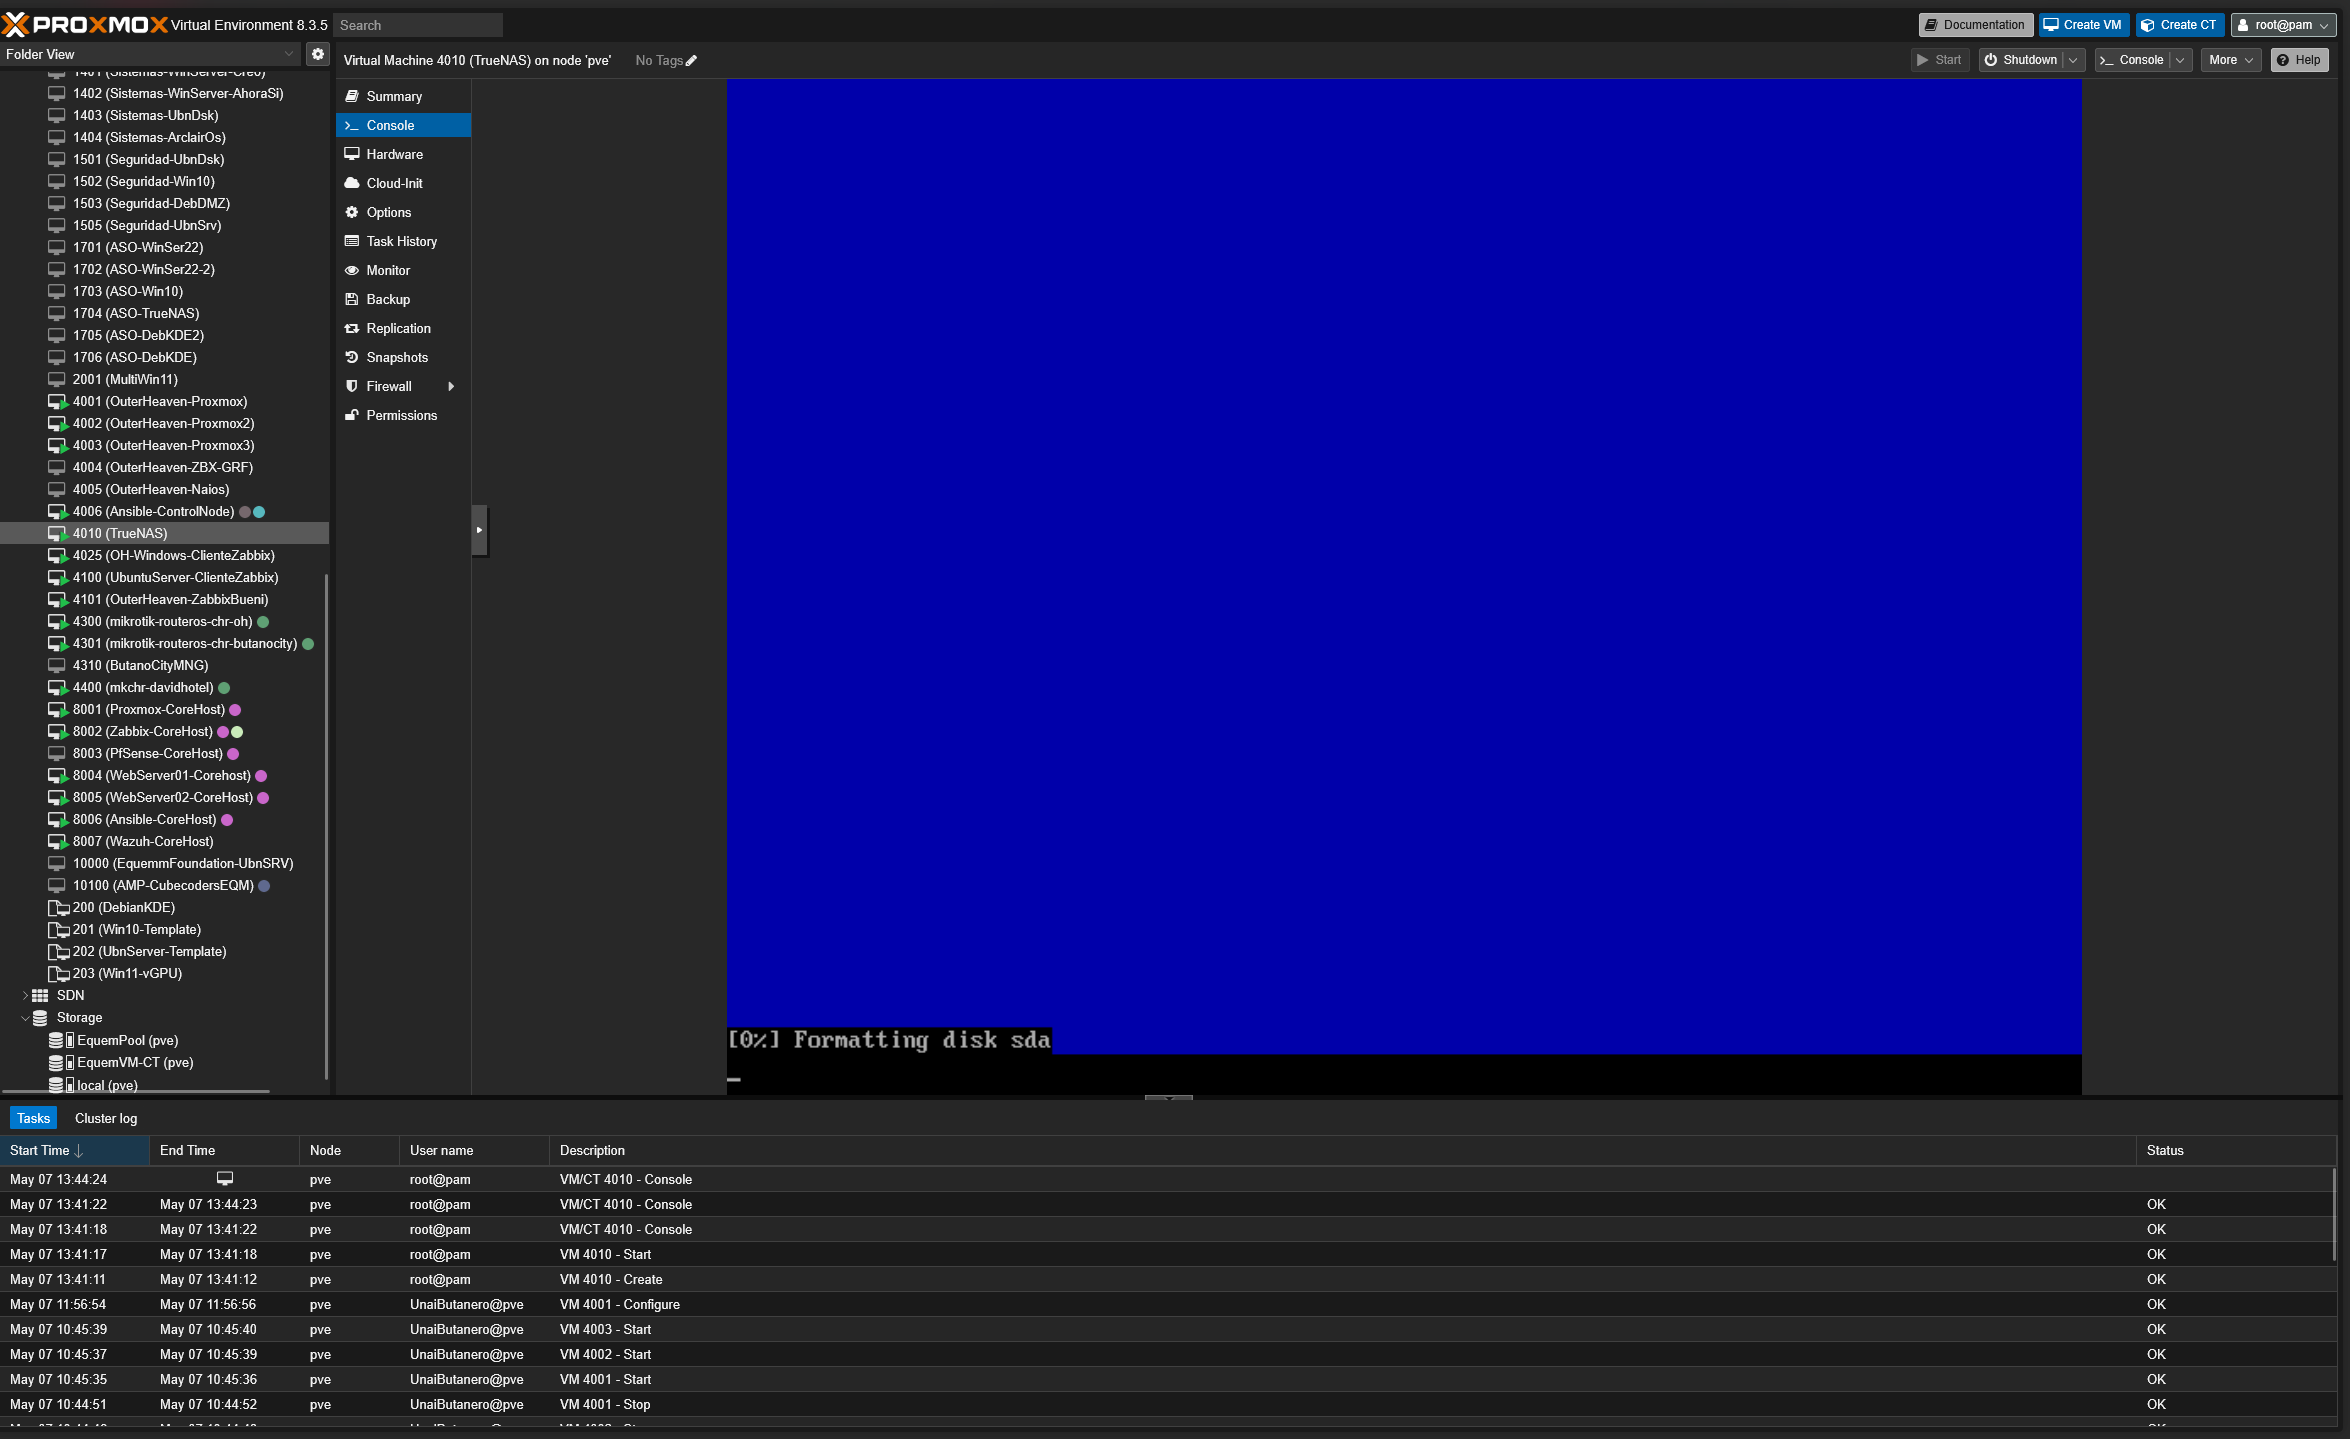 PROXMOX Virtual Environment 8.3.5 Search Documentation Create VM Create CT root@pam
Folder View
Virtual Machine 4010 (TrueNAS) on node 'pve' No Tags Start Shutdown Console More Help
1401 (Sistemas-WinServer-Creo)
1402 (Sistemas-WinServer-AhoraSi)
1403 (Sistemas-UbnDsk)
1404 (Sistemas-ArclairOs)
1501 (Seguridad-UbnDsk)
1502 (Seguridad-Win10)
1503 (Seguridad-DebDMZ)
1505 (Seguridad-UbnSrv)
1701 (ASO-WinSer22)
1702 (ASO-WinSer22-2)
1703 (ASO-Win10)
1704 (ASO-TrueNAS)
1705 (ASO-DebKDE2)
1706 (ASO-DebKDE)
2001 (MultiWin11)
4001 (OuterHeaven-Proxmox)
4002 (OuterHeaven-Proxmox2)
4003 (OuterHeaven-Proxmox3)
4004 (OuterHeaven-ZBX-GRF)
4005 (OuterHeaven-Naios)
4006 (Ansible-ControlNode)
4010 (TrueNAS)
4025 (OH-Windows-ClienteZabbix)
4100 (UbuntuServer-ClienteZabbix)
4101 (OuterHeaven-ZabbixBueni)
4300 (mikrotik-routeros-chr-oh)
4301 (mikrotik-routeros-chr-butanocity)
4310 (ButanoCityMNG)
4400 (mkchr-davidhotel)
8001 (Proxmox-CoreHost)
8002 (Zabbix-CoreHost)
8003 (PfSense-CoreHost)
8004 (WebServer01-Corehost)
8005 (WebServer02-CoreHost)
8006 (Ansible-CoreHost)
8007 (Wazuh-CoreHost)
10000 (EquemmFoundation-UbnSRV)
10100 (AMP-CubecodersEQM)
200 (DebianKDE)
201 (Win10-Template)
202 (UbnServer-Template)
203 (Win11-vGPU)
SDN
Storage
EquemPool (pve)
EquemVM-CT (pve)
local (pve)
Summary
Console
Hardware
Cloud-Init
Options
Task History
Monitor
Backup
Replication
Snapshots
Firewall
Permissions
[0%] Formatting disk sda
Tasks Cluster log
Start Time End Time Node User name Description Status
May 07 13:44:24 pve root@pam VM/CT 4010 - Console
May 07 13:41:22 May 07 13:44:23 pve root@pam VM/CT 4010 - Console OK
May 07 13:41:18 May 07 13:41:22 pve root@pam VM/CT 4010 - Console OK
May 07 13:41:17 May 07 13:41:18 pve root@pam VM 4010 - Start OK
May 07 13:41:11 May 07 13:41:12 pve root@pam VM 4010 - Create OK
May 07 11:56:54 May 07 11:56:56 pve UnaiButanero@pve VM 4001 - Configure OK
May 07 10:45:39 May 07 10:45:40 pve UnaiButanero@pve VM 4003 - Start OK
May 07 10:45:37 May 07 10:45:39 pve UnaiButanero@pve VM 4002 - Start OK
May 07 10:45:35 May 07 10:45:36 pve UnaiButanero@pve VM 4001 - Start OK
May 07 10:44:51 May 07 10:44:52 pve UnaiButanero@pve VM 4001 - Stop OK